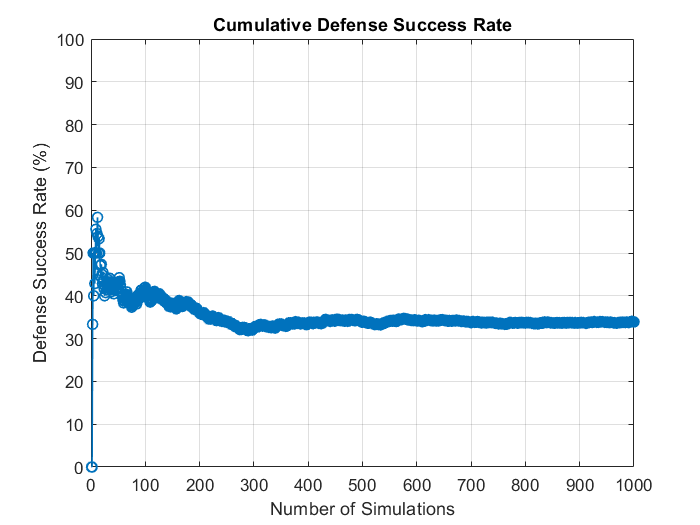 Cumulative Defense Success Rate
100
90
80
70
60
50
40
30
20
10
0
Defense Success Rate (%)
0 100 200 300 400 500 600 700 800 900 1000
Number of Simulations